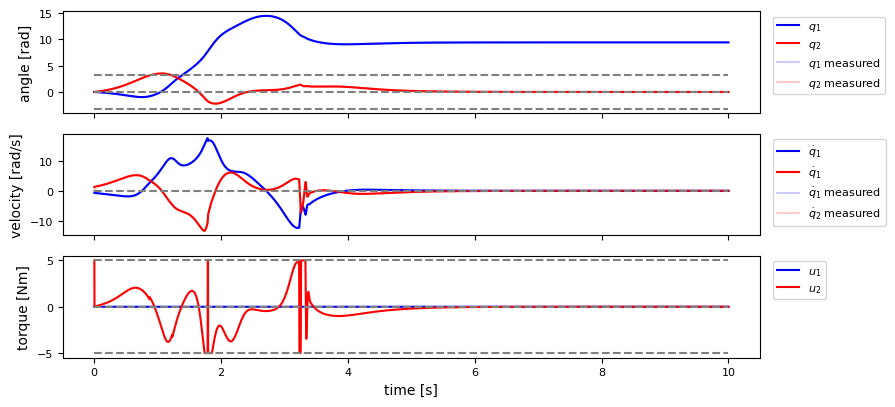 15
10
5
0
angle [rad]
q₁
q₂
q₁ measured
q₂ measured
10
0
−10
velocity [rad/s]
q̇₁
q̇₁
q̇₁ measured
q̇₂ measured
5
0
−5
torque [Nm]
u₁
u₂
0 2 4 6 8 10
time [s]